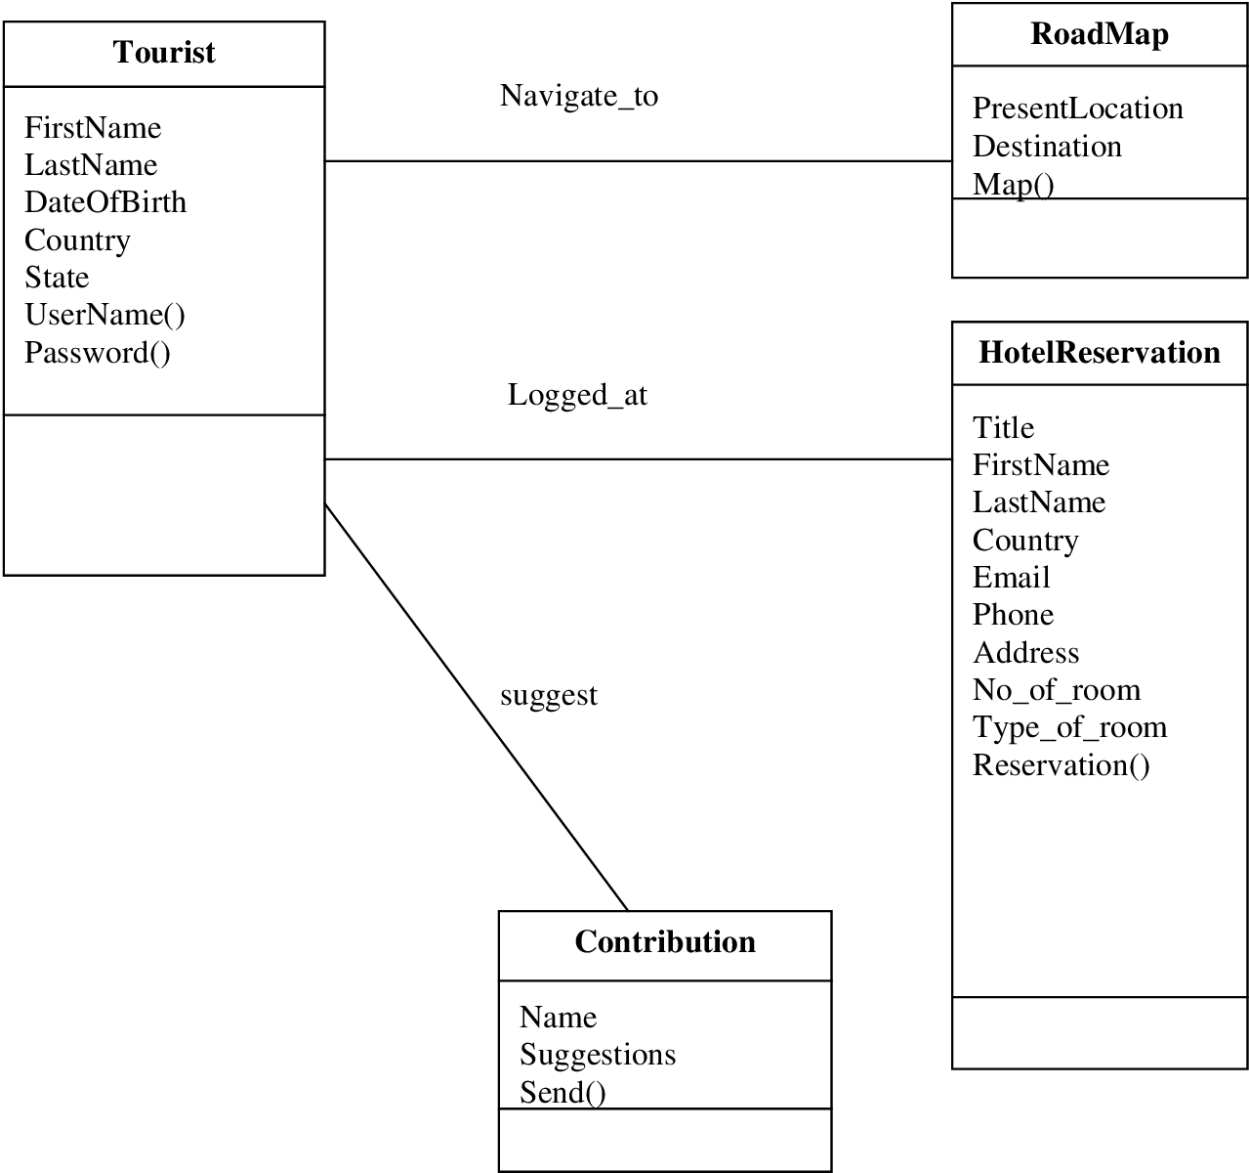 Tourist
FirstName
LastName
DateOfBirth
Country
State
UserName()
Password()
Navigate_to
RoadMap
PresentLocation
Destination
Map()
Logged_at
HotelReservation
Title
FirstName
LastName
Country
Email
Phone
Address
No_of_room
Type_of_room
Reservation()
suggest
Contribution
Name
Suggestions
Send()